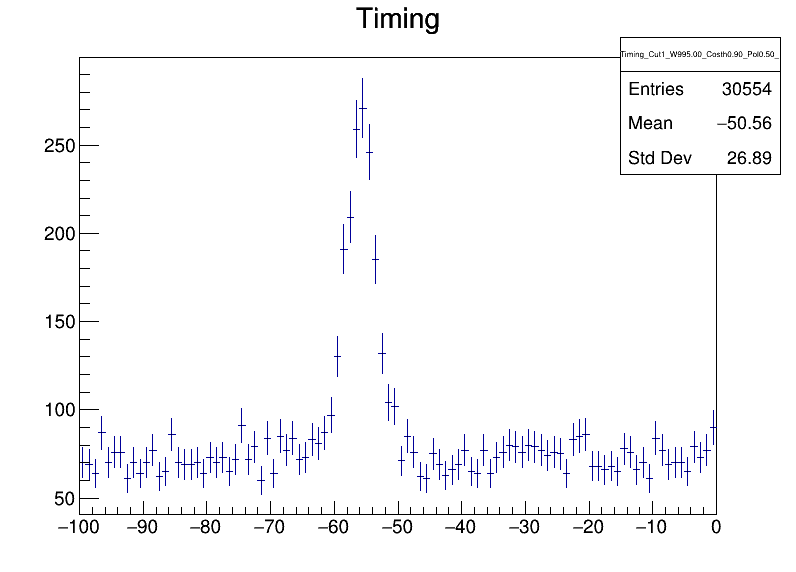 Timing
Timing_Cut1_W995.00_Costh0.90_Pol0.50_
Entries 30554
Mean −50.56
Std Dev 26.89
250
200
150
100
50
−100 −90 −80 −70 −60 −50 −40 −30 −20 −10 0